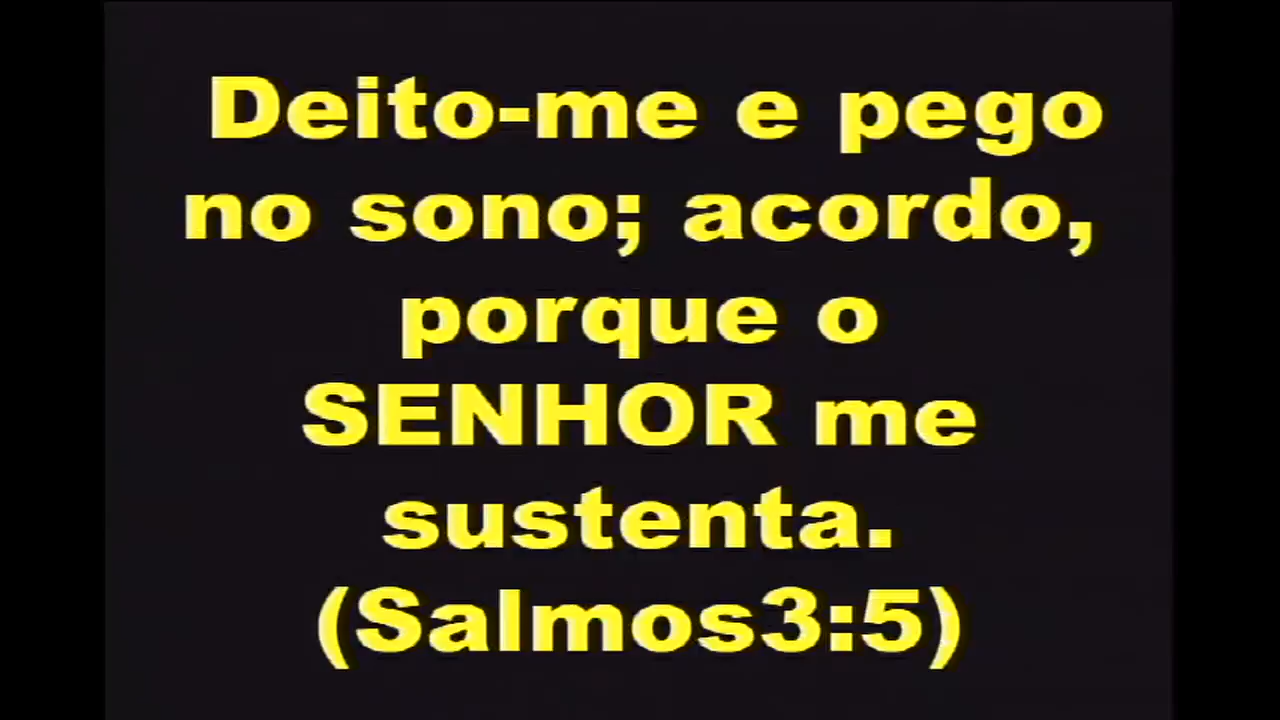 Deito-me e pego
no sono; acordo,
porque o
SENHOR me
sustenta.
(Salmos3:5)